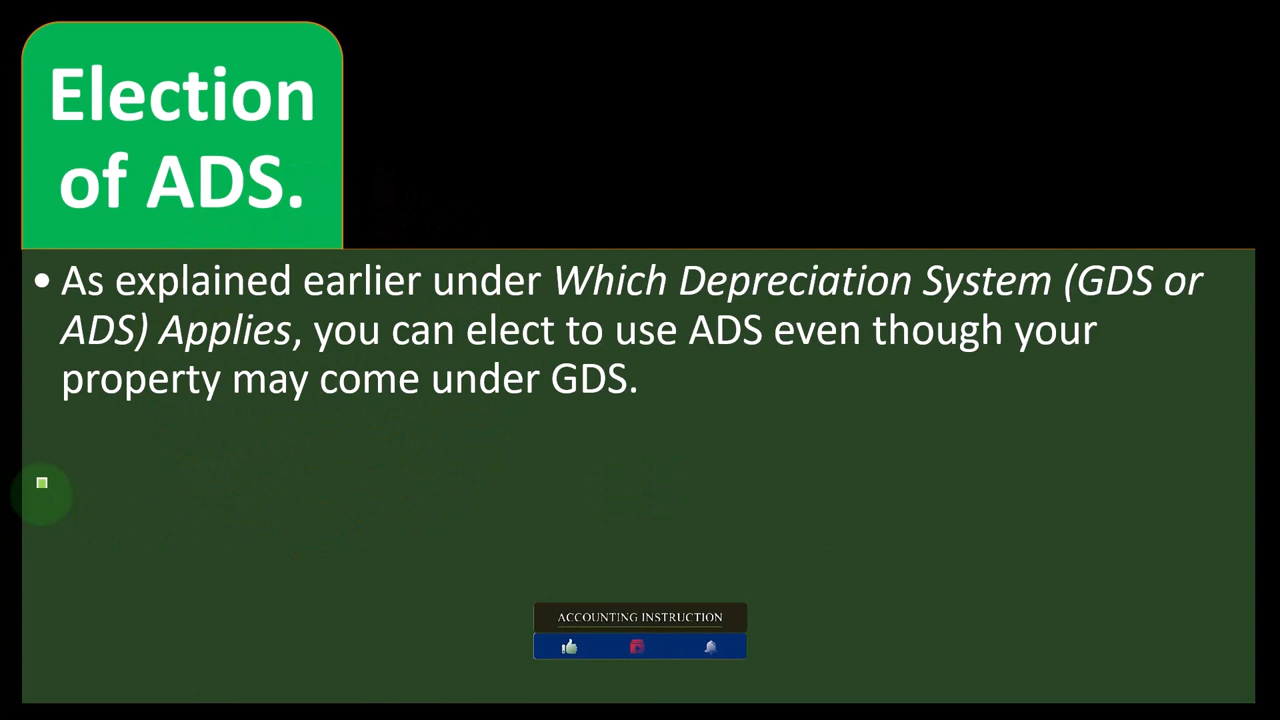 Election
of ADS.
• As explained earlier under Which Depreciation System (GDS or
ADS) Applies, you can elect to use ADS even though your
property may come under GDS.
ACCOUNTING INSTRUCTION